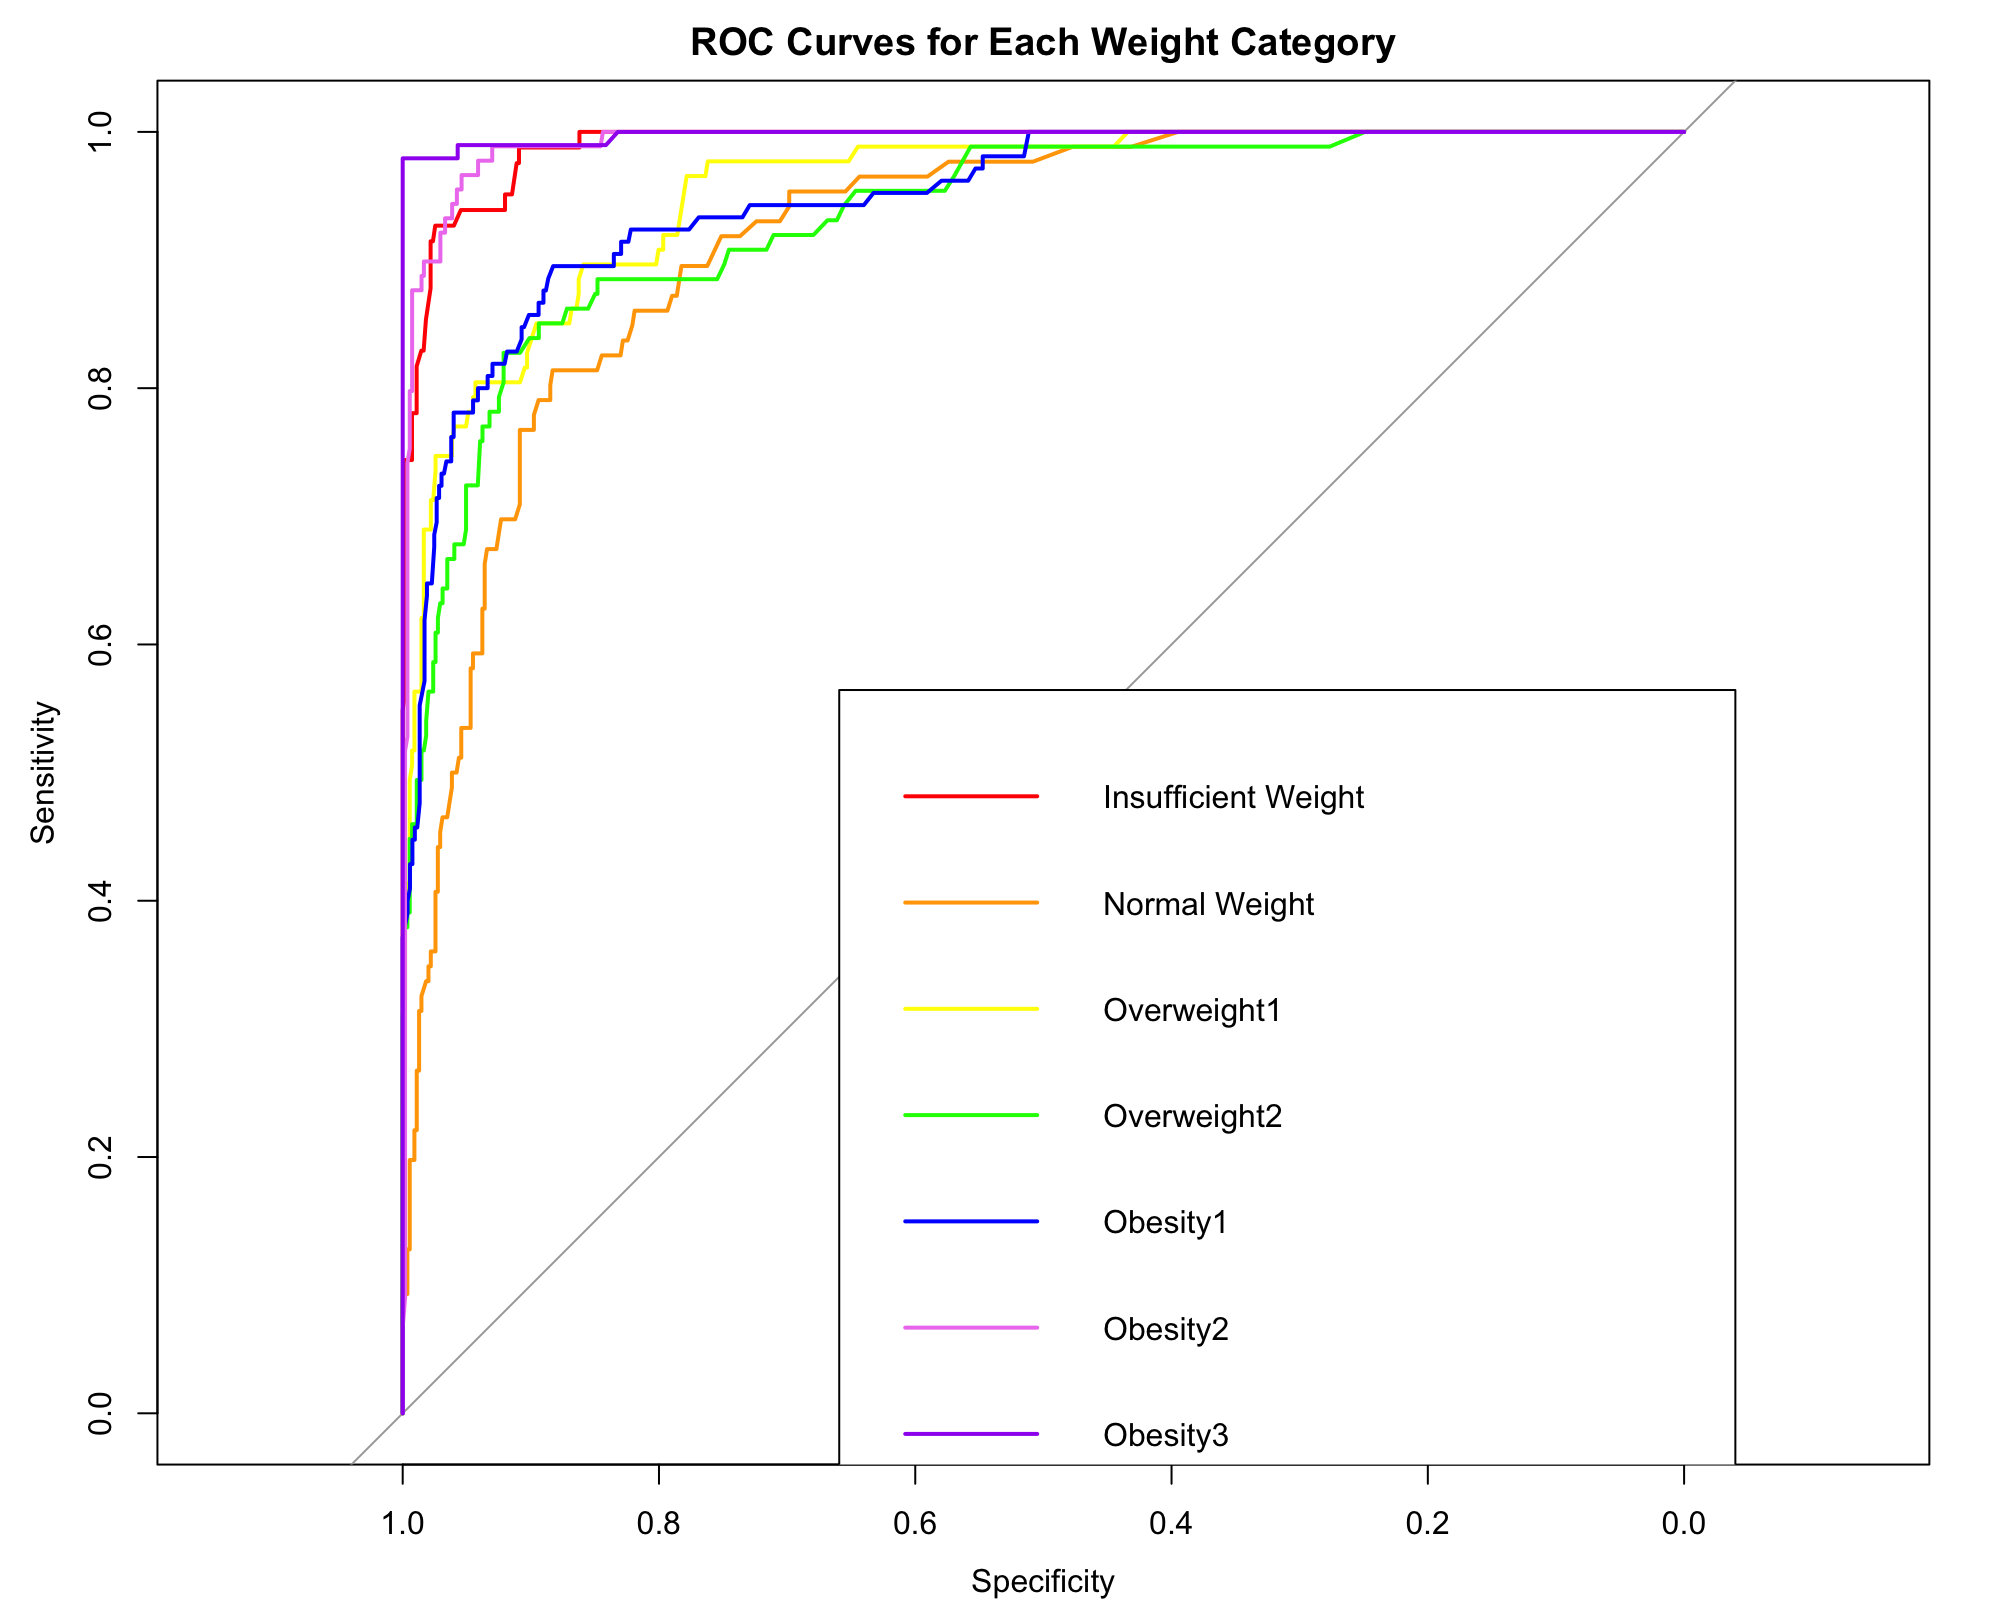 ROC Curves for Each Weight Category
1.0
0.8
0.6
0.4
0.2
0.0
Sensitivity
Insufficient Weight
Normal Weight
Overweight1
Overweight2
Obesity1
Obesity2
Obesity3
1.0 0.8 0.6 0.4 0.2 0.0
Specificity